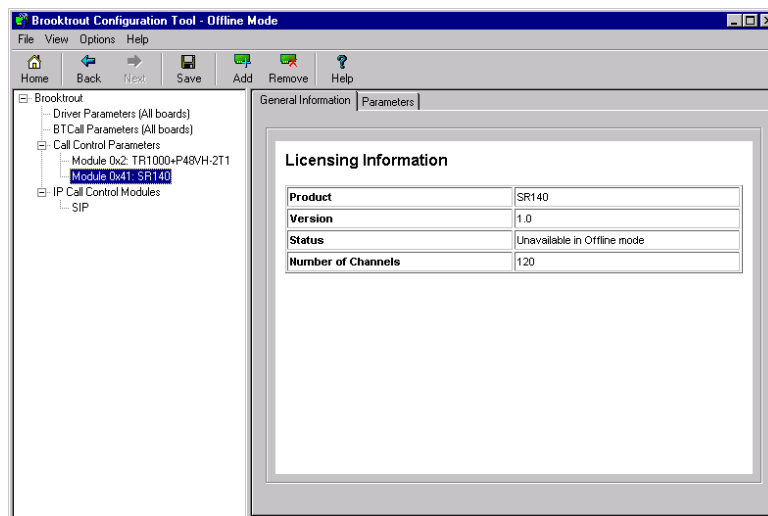 Brooktrout Configuration Tool - Offline Mode
File View Options Help
Home Back Next Save Add Remove Help
Brooktrout
Driver Parameters (All boards)
BTCall Parameters (All boards)
Call Control Parameters
Module 0x2: TR1000+P48VH-2T1
Module 0x41: SR140
IP Call Control Modules
SIP
General Information Parameters
Licensing Information
Product SR140
Version 1.0
Status Unavailable in Offline mode
Number of Channels 120